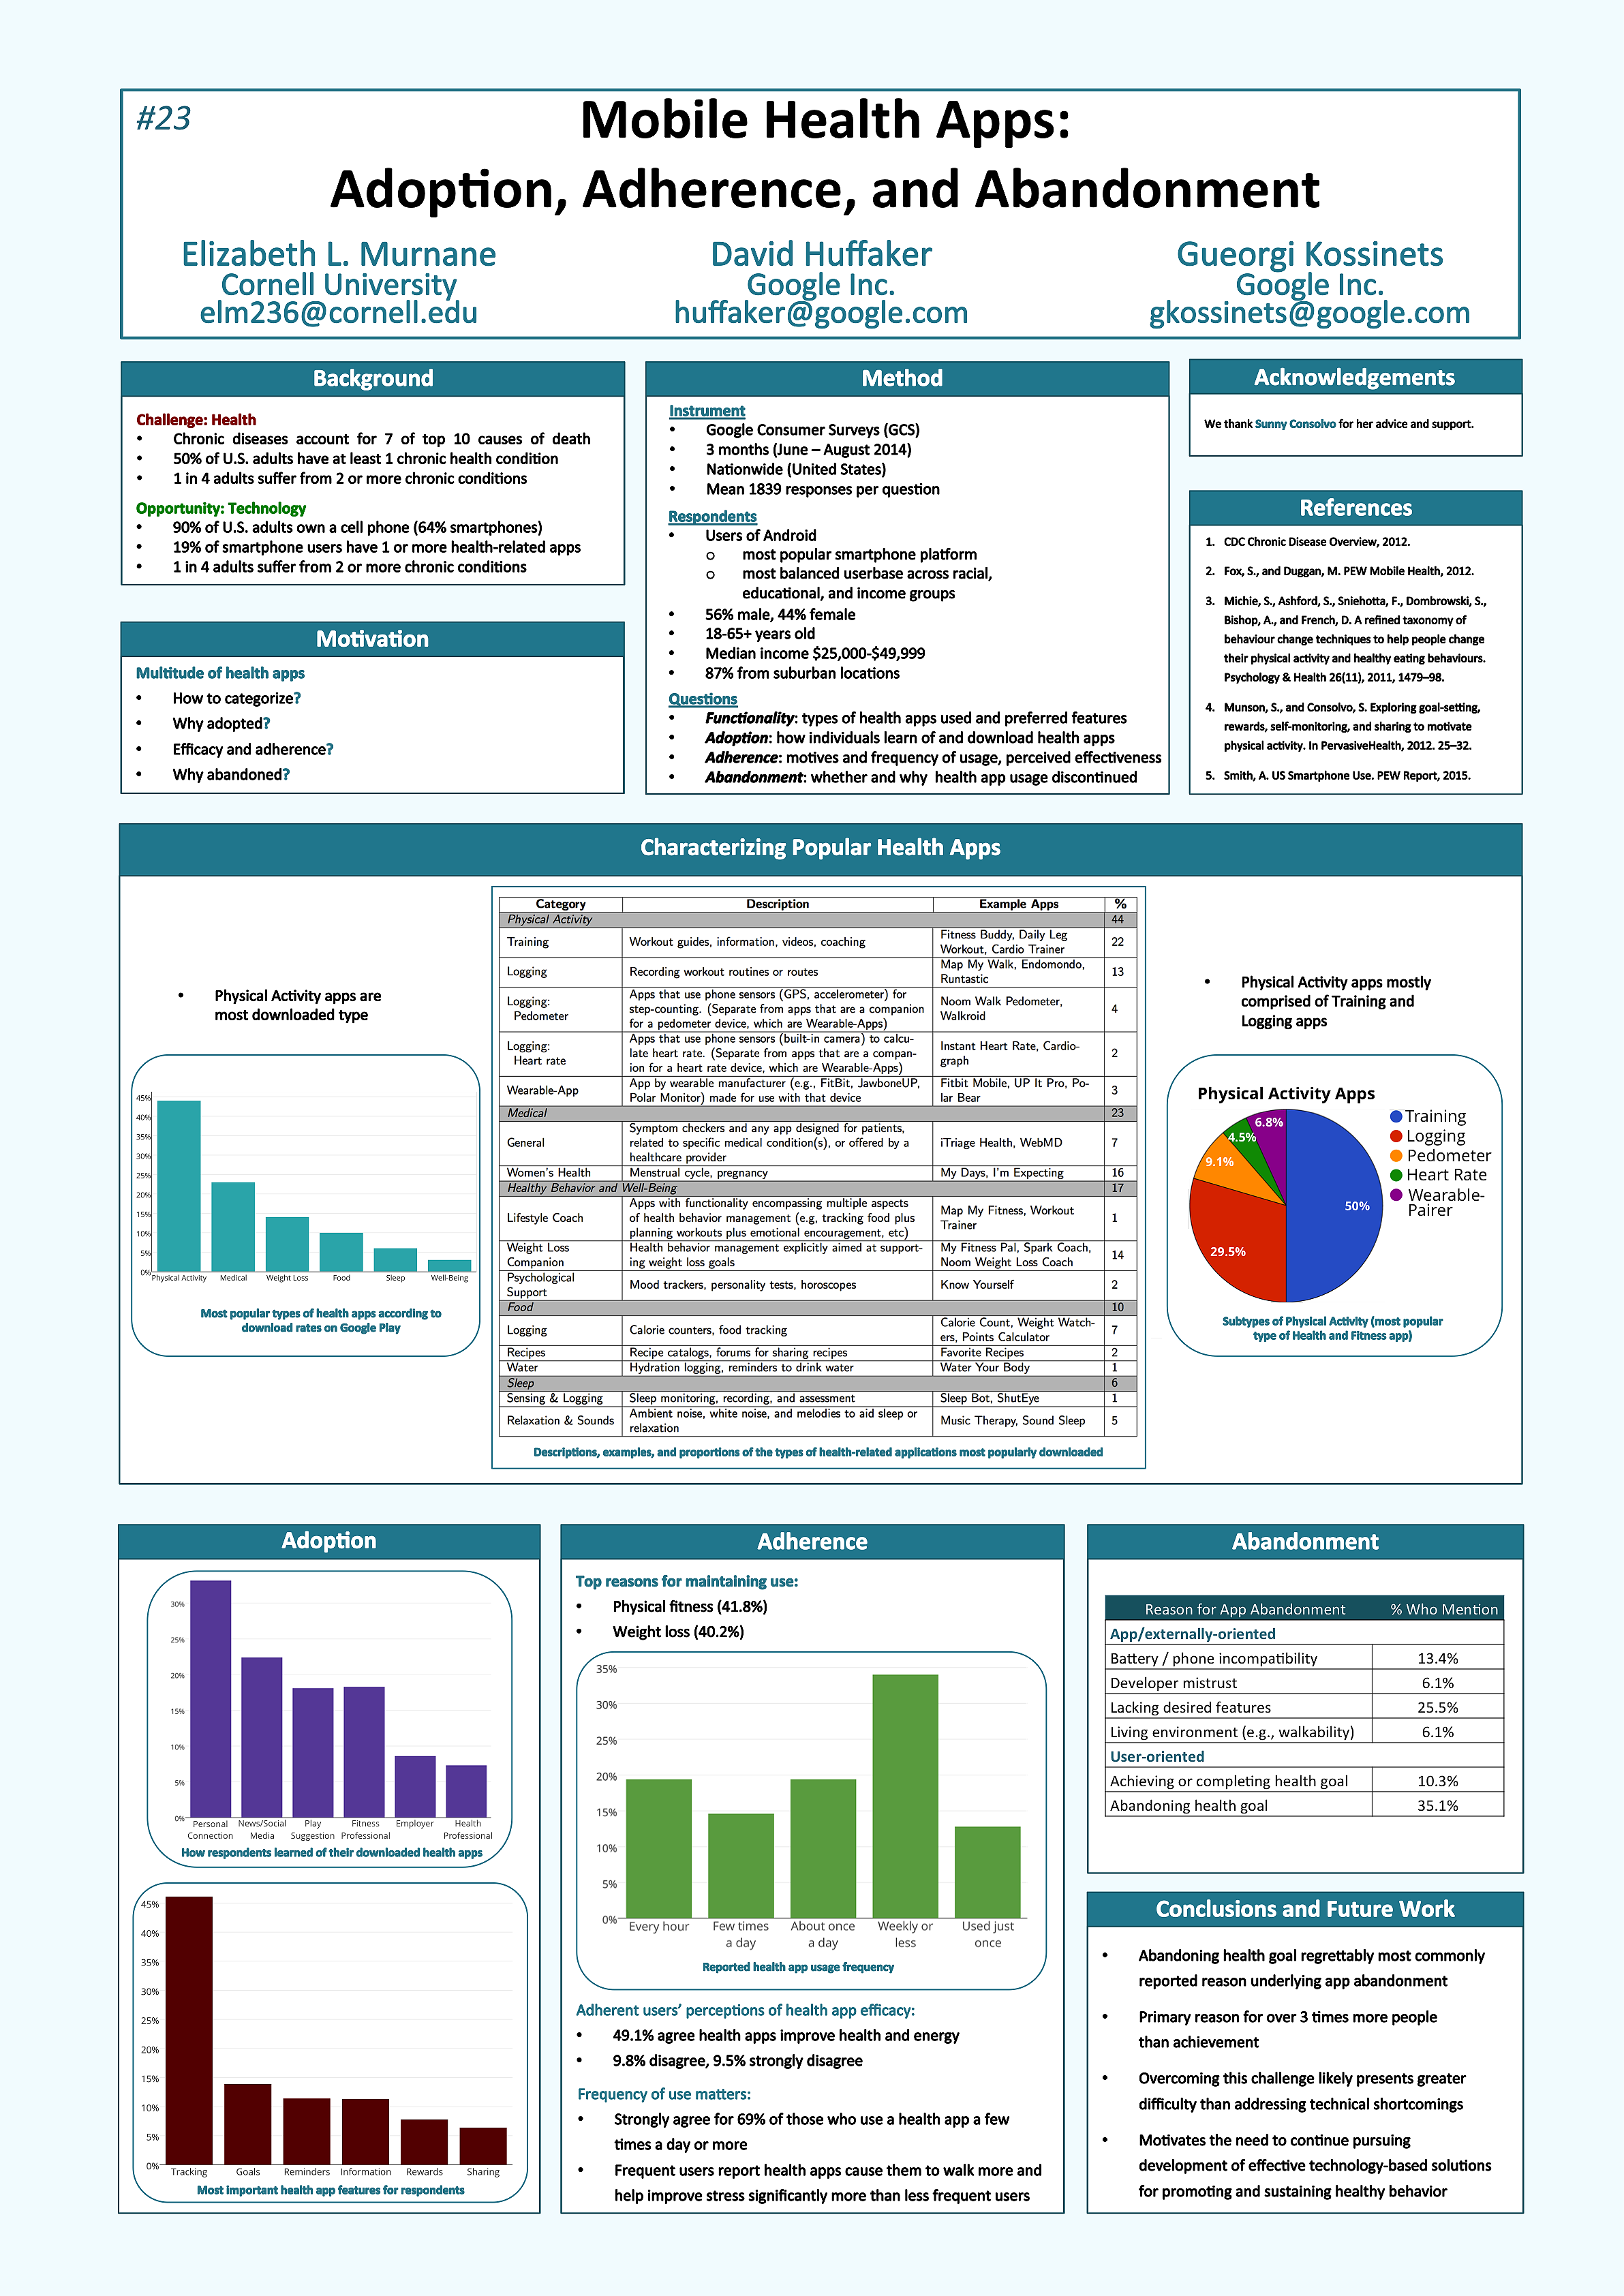 #23
Mobile Health Apps:
Adoption, Adherence, and Abandonment
Elizabeth L. Murnane
Cornell University
elm236@cornell.edu
David Huffaker
Google Inc.
huffaker@google.com
Gueorgi Kossinets
Google Inc.
gkossinets@google.com
Background
Challenge: Health
• Chronic diseases account for 7 of top 10 causes of death
• 50% of U.S. adults have at least 1 chronic health condition
• 1 in 4 adults suffer from 2 or more chronic conditions
Opportunity: Technology
• 90% of U.S. adults own a cell phone (64% smartphones)
• 19% of smartphone users have 1 or more health-related apps
• 1 in 4 adults suffer from 2 or more chronic conditions
Motivation
Multitude of health apps
• How to categorize?
• Why adopted?
• Efficacy and adherence?
• Why abandoned?
Method
Instrument
• Google Consumer Surveys (GCS)
• 3 months (June – August 2014)
• Nationwide (United States)
• Mean 1839 responses per question
Respondents
• Users of Android
o most popular smartphone platform
o most balanced userbase across racial,
educational, and income groups
• 56% male, 44% female
• 18-65+ years old
• Median income $25,000-$49,999
• 87% from suburban locations
Questions
• Functionality: types of health apps used and preferred features
• Adoption: how individuals learn of and download health apps
• Adherence: motives and frequency of usage, perceived effectiveness
• Abandonment: whether and why health app usage discontinued
Acknowledgements
We thank Sunny Consolvo for her advice and support.
References
1. CDC Chronic Disease Overview, 2012.
2. Fox, S., and Duggan, M. PEW Mobile Health, 2012.
3. Michie, S., Ashford, S., Sniehotta, F., Dombrowski, S.,
Bishop, A., and French, D. A refined taxonomy of
behaviour change techniques to help people change
their physical activity and healthy eating behaviours.
Psychology & Health 26(11), 2011, 1479–98.
4. Munson, S., and Consolvo, S. Exploring goal-setting,
rewards, self-monitoring, and sharing to motivate
physical activity. In PervasiveHealth, 2012. 25–32.
5. Smith, A. US Smartphone Use. PEW Report, 2015.
Characterizing Popular Health Apps
• Physical Activity apps are
most downloaded type
45%
40%
35%
30%
25%
20%
15%
10%
5%
0%
Physical Activity Medical Weight Loss Food Sleep Well-Being
Most popular types of health apps according to
download rates on Google Play
Category Description Example Apps %
Physical Activity 44
Training Workout guides, information, videos, coaching Fitness Buddy, Daily Leg
Workout, Cardio Trainer 22
Logging Recording workout routines or routes Map My Walk, Endomondo,
Runtastic 13
Logging:
Pedometer
Apps that use phone sensors (GPS, accelerometer) for
step-counting. (Separate from apps that are a companion
for a pedometer device, which are Wearable-Apps)
Noom Walk Pedometer,
Walkroid
4
Logging:
Heart rate
Apps that use phone sensors (built-in camera) to calcu-
late heart rate. (Separate from apps that are a compan-
ion for a heart rate device, which are Wearable-Apps)
Instant Heart Rate, Cardio-
graph
2
Wearable-App
App by wearable manufacturer (e.g., FitBit, JawboneUP,
Polar Monitor) made for use with that device
Fitbit Mobile, UP It Pro, Po-
lar Bear
3
Medical 23
General
Symptom checkers and any app designed for patients,
related to specific medical condition(s), or offered by a
healthcare provider
iTriage Health, WebMD
7
Women's Health Menstrual cycle, pregnancy My Days, I'm Expecting 16
Healthy Behavior and Well-Being 17
Lifestyle Coach
Apps with functionality encompassing multiple aspects
of health behavior management (e.g, tracking food plus
planning workouts plus emotional encouragement, etc)
Map My Fitness, Workout
Trainer
1
Weight Loss
Companion
Health behavior management explicitly aimed at support-
ing weight loss goals
My Fitness Pal, Spark Coach,
Noom Weight Loss Coach
14
Psychological
Support
Mood trackers, personality tests, horoscopes
Know Yourself
2
Food 10
Logging Calorie counters, food tracking
Calorie Count, Weight Watch-
ers, Points Calculator
7
Recipes Recipe catalogs, forums for sharing recipes Favorite Recipes 2
Water Hydration logging, reminders to drink water Water Your Body 1
Sleep 6
Sensing & Logging Sleep monitoring, recording, and assessment Sleep Bot, ShutEye 1
Relaxation & Sounds
Ambient noise, white noise, and melodies to aid sleep or
relaxation
Music Therapy, Sound Sleep
5
Descriptions, examples, and proportions of the types of health-related applications most popularly downloaded
• Physical Activity apps mostly
comprised of Training and
Logging apps
Physical Activity Apps
50%
29.5%
9.1%
4.5%
6.8%
Training
Logging
Pedometer
Heart Rate
Wearable-
Pairer
Subtypes of Physical Activity (most popular
type of Health and Fitness app)
Adoption
30%
25%
20%
15%
10%
5%
0%
Personal
Connection
News/Social
Media
Play
Suggestion
Fitness
Professional
Employer
Health
Professional
How respondents learned of their downloaded health apps
45%
40%
35%
30%
25%
20%
15%
10%
5%
0%
Tracking Goals Reminders Information Rewards Sharing
Most important health app features for respondents
Adherence
Top reasons for maintaining use:
• Physical fitness (41.8%)
• Weight loss (40.2%)
35%
30%
25%
20%
15%
10%
5%
0%
Every hour
Few times
a day
About once
a day
Weekly or
less
Used just
once
Reported health app usage frequency
Adherent users' perceptions of health app efficacy:
• 49.1% agree health apps improve health and energy
• 9.8% disagree, 9.5% strongly disagree
Frequency of use matters:
• Strongly agree for 69% of those who use a health app a few
times a day or more
• Frequent users report health apps cause them to walk more and
help improve stress significantly more than less frequent users
Abandonment
Reason for App Abandonment % Who Mention
App/externally-oriented
Battery / phone incompatibility 13.4%
Developer mistrust 6.1%
Lacking desired features 25.5%
Living environment (e.g., walkability) 6.1%
User-oriented
Achieving or completing health goal 10.3%
Abandoning health goal 35.1%
Conclusions and Future Work
• Abandoning health goal regrettably most commonly
reported reason underlying app abandonment
• Primary reason for over 3 times more people
than achievement
• Overcoming this challenge likely presents greater
difficulty than addressing technical shortcomings
• Motivates the need to continue pursuing
development of effective technology-based solutions
for promoting and sustaining healthy behavior